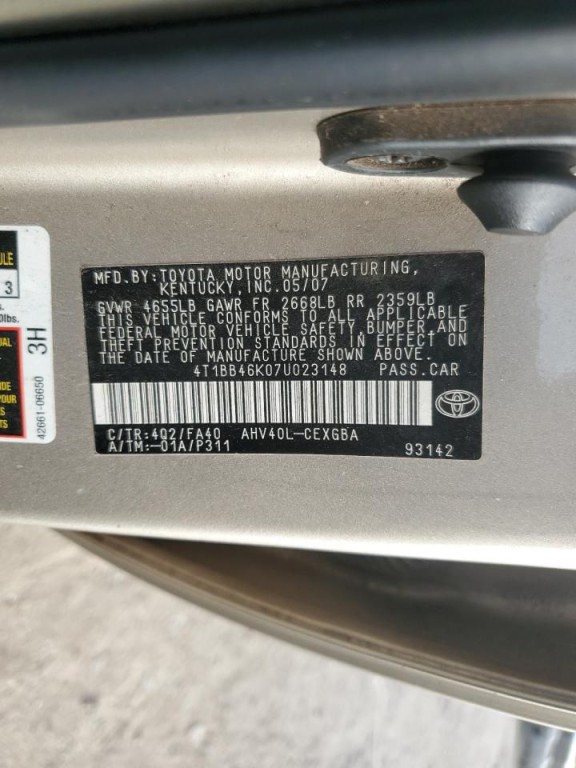 MFD.BY:TOYOTA MOTOR MANUFACTURING,
KENTUCKY,INC.05/07
GVWR 4655LB GAWR FR 2668LB RR 2359LB
THIS VEHICLE CONFORMS TO ALL APPLICABLE
FEDERAL MOTOR VEHICLE SAFETY,BUMPER,AND
THEFT PREVENTION STANDARDS IN EFFECT ON
THE DATE OF MANUFACTURE SHOWN ABOVE.
4T1BB46K07U023148 PASS.CAR
C/TR:4Q2/FA40 AHV40L-CEXGBA
A/TM:-01A/P311 93142
3
3H
YOUR
42661-06650